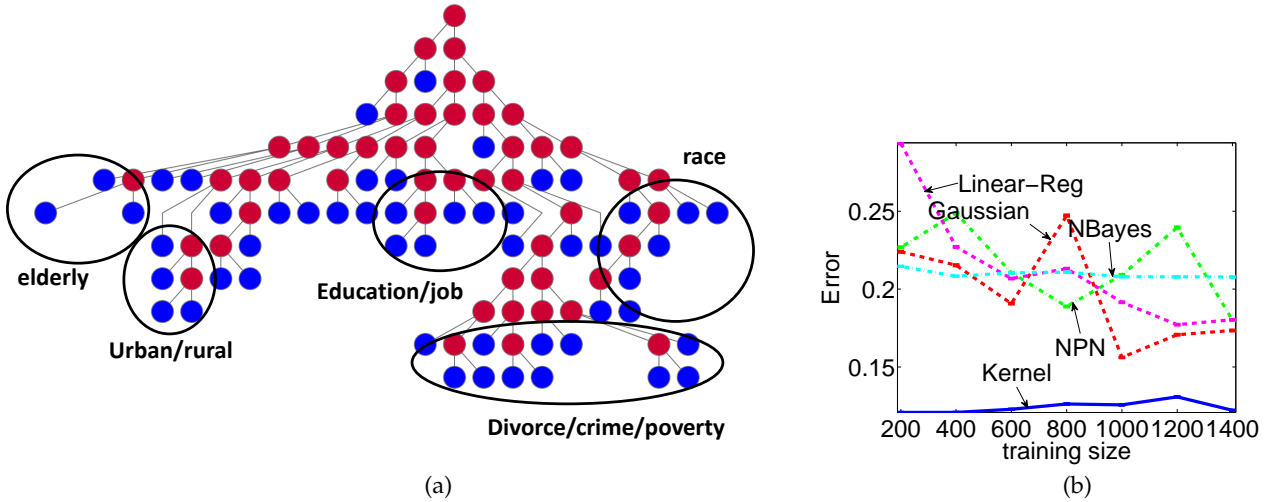 race
elderly
Education/job
Urban/rural
Divorce/crime/poverty
(a)
Linear-Reg
Gaussian
NBayes
NPN
Kernel
Error
0.25
0.2
0.15
200 400 600 800 1000 1200 1400
training size
(b)